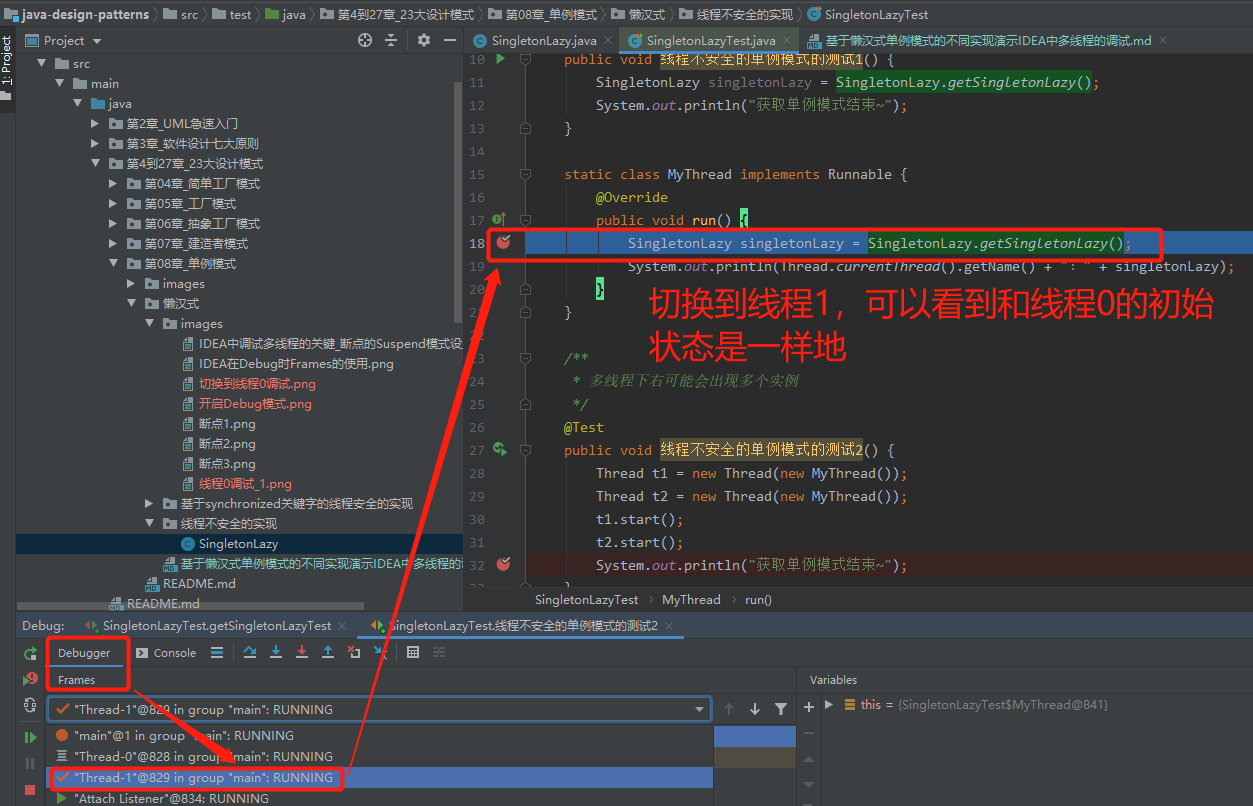 java-design-patterns src test java 第4到27章_23大设计模式 第08章_单例模式 懒汉式 线程不安全的实现 SingletonLazyTest
1: Project
Project
SingletonLazy.java SingletonLazyTest.java 基于懒汉式单例模式的不同实现演示IDEA中多线程的调试.md
src
main
java
第2章_UML急速入门
第3章_软件设计七大原则
第4到27章_23大设计模式
第04章_简单工厂模式
第05章_工厂模式
第06章_抽象工厂模式
第07章_建造者模式
第08章_单例模式
images
懒汉式
images
IDEA中调试多线程的关键_断点的Suspend模式设
IDEA在Debug时Frames的使用.png
切换到线程0调试.png
开启Debug模式.png
断点1.png
断点2.png
断点3.png
线程0调试_1.png
基于synchronized关键字的线程安全的实现
线程不安全的实现
SingletonLazy
基于懒汉式单例模式的不同实现演示IDEA中多线程的
README.md
README.md
10 public void 线程不安全的单例模式的测试1() {
11 SingletonLazy singletonLazy = SingletonLazy.getSingletonLazy();
12 System.out.println("获取单例模式结束~");
13 }
14
15 static class MyThread implements Runnable {
16 @Override
17 public void run() {
18 SingletonLazy singletonLazy = SingletonLazy.getSingletonLazy();
19 System.out.println(Thread.currentThread().getName() + ": " + singletonLazy);
20 }
21 }
切换到线程1，可以看到和线程0的初始
状态是一样地
23 /**
24 * 多线程下右可能会出现多个实例
25 */
26 @Test
27 public void 线程不安全的单例模式的测试2() {
28 Thread t1 = new Thread(new MyThread());
29 Thread t2 = new Thread(new MyThread());
30 t1.start();
31 t2.start();
32 System.out.println("获取单例模式结束~");
33 }
SingletonLazyTest MyThread run()
Debug: SingletonLazyTest.getSingletonLazyTest SingletonLazyTest.线程不安全的单例模式的测试2
Debugger Console
Frames
Variables
"Thread-1"@829 in group "main": RUNNING
"main"@1 in group "main": RUNNING
"Thread-0"@828 in group "main": RUNNING
"Thread-1"@829 in group "main": RUNNING
"Attach Listener"@834: RUNNING
this = {SingletonLazyTest$MyThread@841}